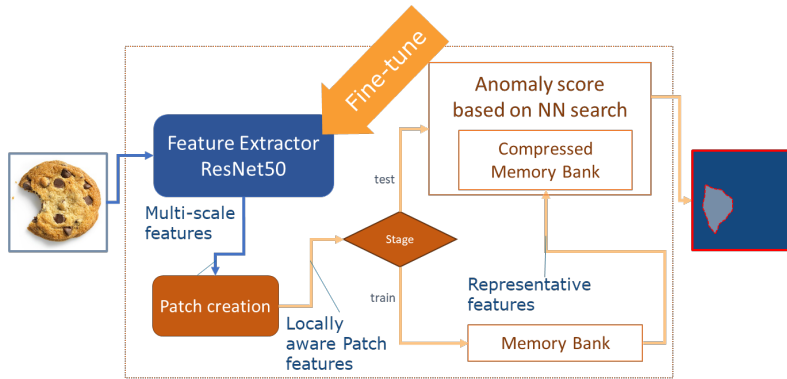 Fine-tune
Feature Extractor
ResNet50
Anomaly score
based on NN search
Compressed
Memory Bank
test
Multi-scale
features
Stage
Patch creation
train
Locally
aware Patch
features
Representative
features
Memory Bank